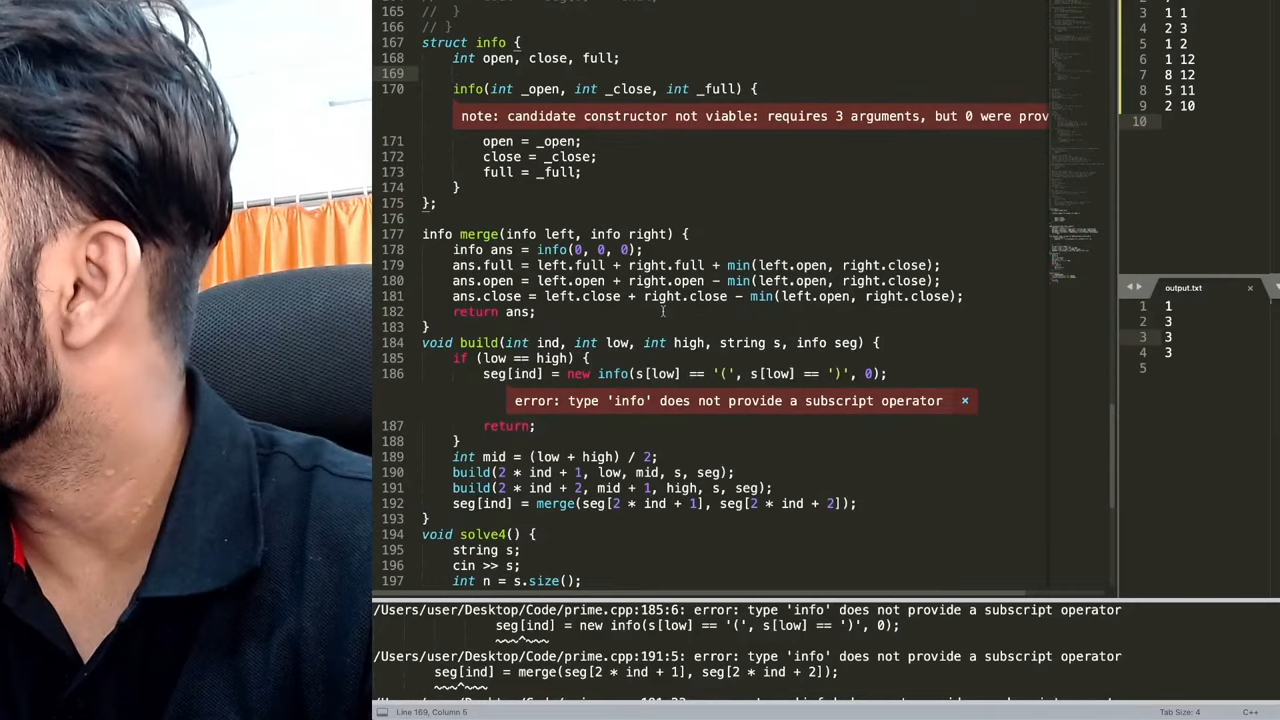 165 //  }
166 // }
167 struct info {
168 int open, close, full;
169
170 info(int _open, int _close, int _full) {
note: candidate constructor not viable: requires 3 arguments, but 0 were prov
171 open = _open;
172 close = _close;
173 full = _full;
174 }
175 };
176
177 info merge(info left, info right) {
178 info ans = info(0, 0, 0);
179 ans.full = left.full + right.full + min(left.open, right.close);
180 ans.open = left.open + right.open - min(left.open, right.close);
181 ans.close = left.close + right.close - min(left.open, right.close);
182 return ans;
183 }
184 void build(int ind, int low, int high, string s, info seg) {
185 if (low == high) {
186 seg[ind] = new info(s[low] == '(', s[low] == ')', 0);
error: type 'info' does not provide a subscript operator ×
187 return;
188 }
189 int mid = (low + high) / 2;
190 build(2 * ind + 1, low, mid, s, seg);
191 build(2 * ind + 2, mid + 1, high, s, seg);
192 seg[ind] = merge(seg[2 * ind + 1], seg[2 * ind + 2]);
193 }
194 void solve4() {
195 string s;
196 cin >> s;
197 int n = s.size();
3 1 1
4 2 3
5 1 2
6 1 12
7 8 12
8 5 11
9 2 10
10
output.txt ×
1 1
2 3
3 3
4 3
5
/Users/user/Desktop/Code/prime.cpp:185:6: error: type 'info' does not provide a subscript operator
seg[ind] = new info(s[low] == '(', s[low] == ')', 0);
~~~^~~~
/Users/user/Desktop/Code/prime.cpp:191:5: error: type 'info' does not provide a subscript operator
seg[ind] = merge(seg[2 * ind + 1], seg[2 * ind + 2]);
~~~^~~~
Line 169, Column 5
Tab Size: 4
C++